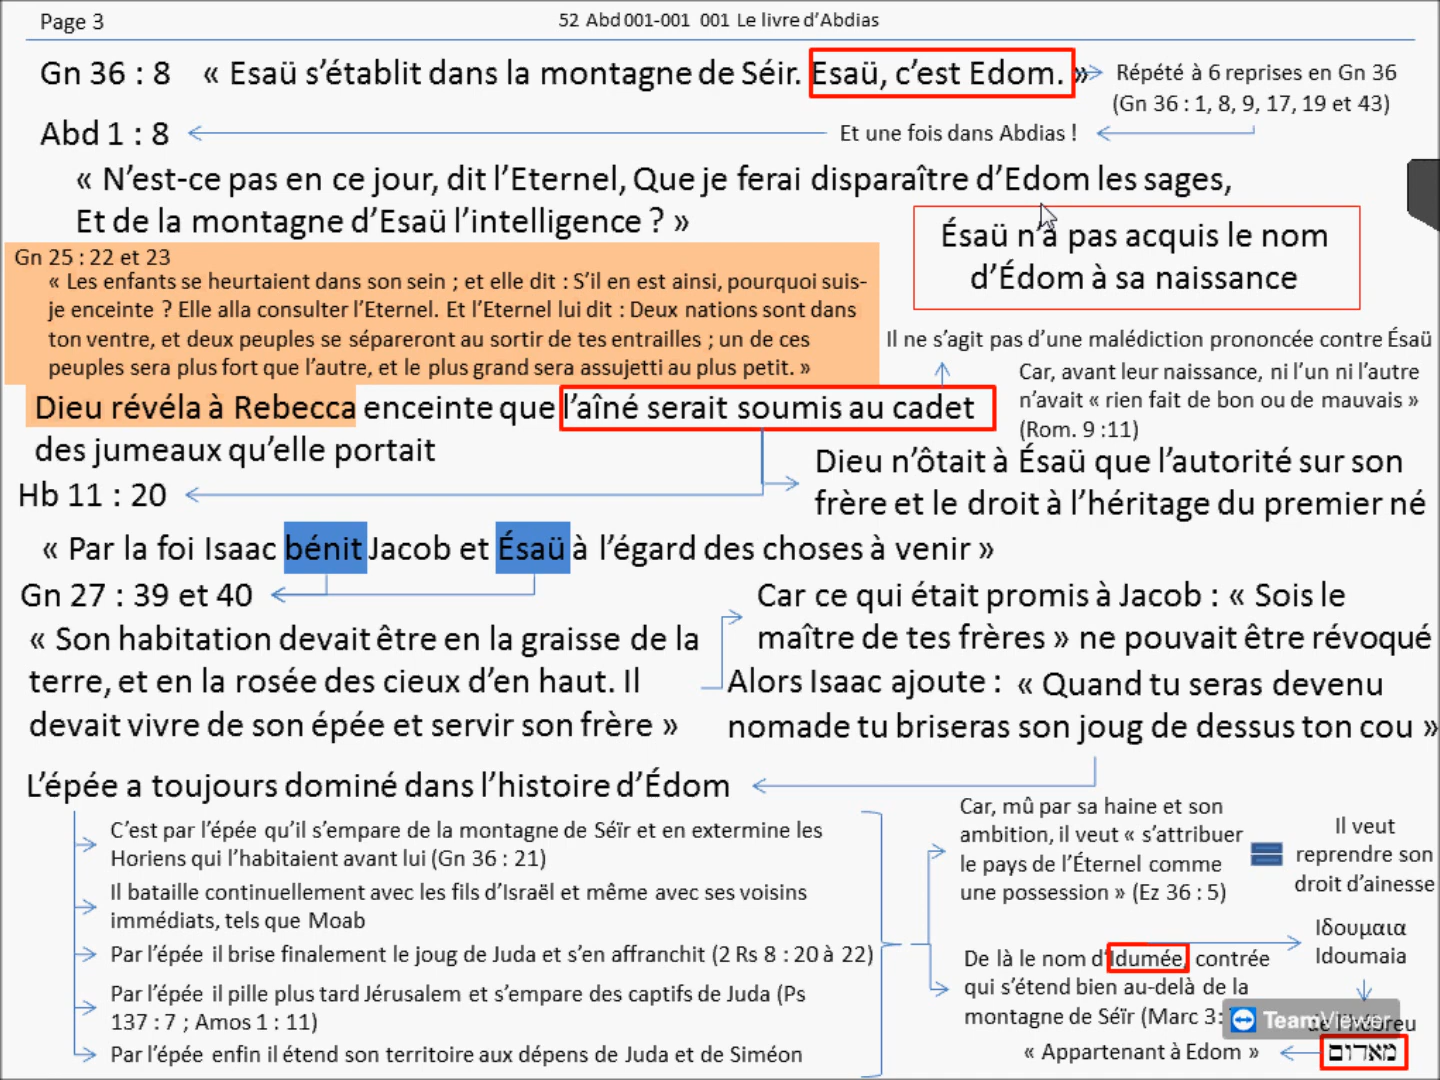 Page 3
52 Abd 001-001 001 Le livre d'Abdias
Gn 36 : 8 « Esaü s'établit dans la montagne de Séir. Esaü, c'est Edom. »
Répété à 6 reprises en Gn 36
(Gn 36 : 1, 8, 9, 17, 19 et 43)
Abd 1 : 8
Et une fois dans Abdias !
« N'est-ce pas en ce jour, dit l'Eternel, Que je ferai disparaître d'Edom les sages,
Et de la montagne d'Esaü l'intelligence ? »
Ésaü n'a pas acquis le nom
d'Édom à sa naissance
Gn 25 : 22 et 23
« Les enfants se heurtaient dans son sein ; et elle dit : S'il en est ainsi, pourquoi suis-
je enceinte ? Elle alla consulter l'Eternel. Et l'Eternel lui dit : Deux nations sont dans
ton ventre, et deux peuples se sépareront au sortir de tes entrailles ; un de ces
peuples sera plus fort que l'autre, et le plus grand sera assujetti au plus petit. »
Il ne s'agit pas d'une malédiction prononcée contre Ésaü
Car, avant leur naissance, ni l'un ni l'autre
n'avait « rien fait de bon ou de mauvais »
(Rom. 9 :11)
Dieu révéla à Rebecca enceinte que l'aîné serait soumis au cadet
des jumeaux qu'elle portait
Dieu n'ôtait à Ésaü que l'autorité sur son
frère et le droit à l'héritage du premier né
Hb 11 : 20
« Par la foi Isaac bénit Jacob et Ésaü à l'égard des choses à venir »
Gn 27 : 39 et 40
« Son habitation devait être en la graisse de la
terre, et en la rosée des cieux d'en haut. Il
devait vivre de son épée et servir son frère »
Car ce qui était promis à Jacob : « Sois le
maître de tes frères » ne pouvait être révoqué
Alors Isaac ajoute : « Quand tu seras devenu
nomade tu briseras son joug de dessus ton cou »
L'épée a toujours dominé dans l'histoire d'Édom
C'est par l'épée qu'il s'empare de la montagne de Séïr et en extermine les
Horiens qui l'habitaient avant lui (Gn 36 : 21)
Il bataille continuellement avec les fils d'Israël et même avec ses voisins
immédiats, tels que Moab
Par l'épée il brise finalement le joug de Juda et s'en affranchit (2 Rs 8 : 20 à 22)
Par l'épée il pille plus tard Jérusalem et s'empare des captifs de Juda (Ps
137 : 7 ; Amos 1 : 11)
Par l'épée enfin il étend son territoire aux dépens de Juda et de Siméon
Car, mû par sa haine et son
ambition, il veut « s'attribuer
le pays de l'Éternel comme
une possession » (Ez 36 : 5)
Il veut
reprendre son
droit d'ainesse
De là le nom d'Idumée, contrée
qui s'étend bien au-delà de la
montagne de Séïr (Marc 3:
Ιδουμαια
Idoumaia
TeamViewer
de l'hébreu
מאדום
« Appartenant à Edom »